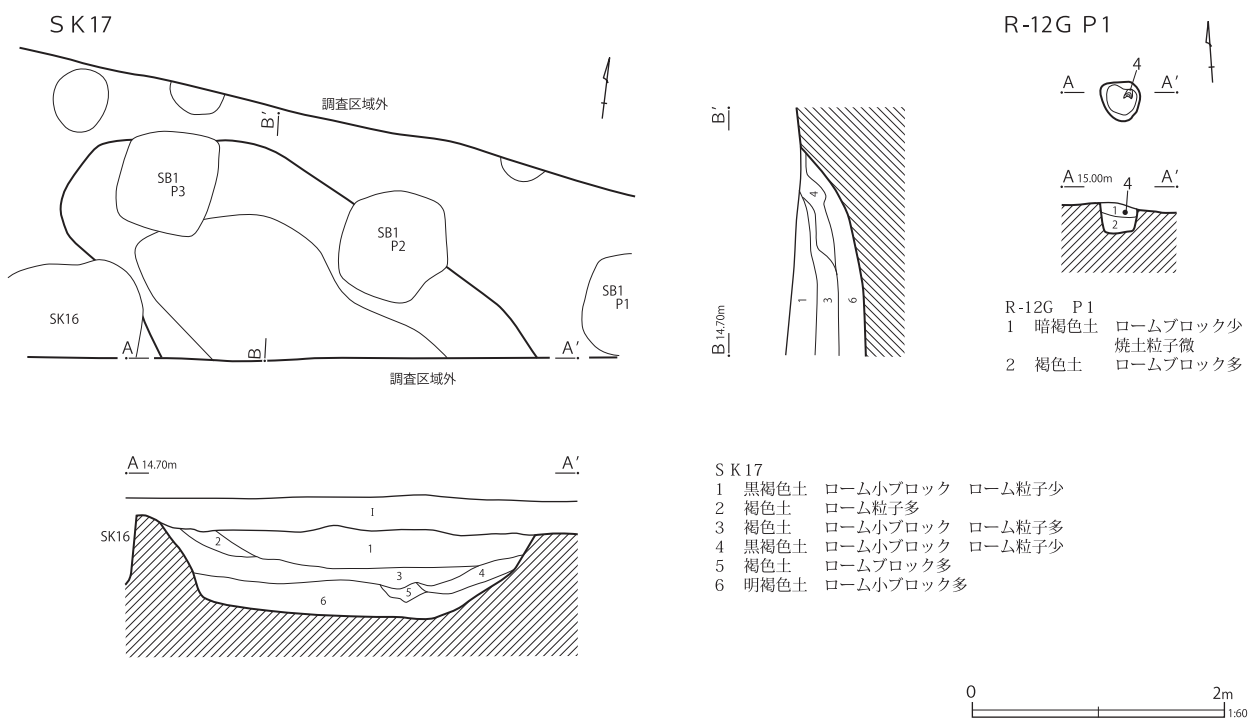 SK17
調査区域外
B'
SB1
P3
SB1
P2
SB1
P1
SK16
A
B
A'
調査区域外
A 14.70m
A'
SK16
I
1
2
3
4
5
6
B'
4
1
3
6
B 14.70m
R-12G P1
4
A
A'
A 15.00m
4
A'
1
2
R-12G P1
1 暗褐色土 ロームブロック少
焼土粒子微
2 褐色土 ロームブロック多
SK17
1 黒褐色土 ローム小ブロック ローム粒子少
2 褐色土 ローム粒子多
3 褐色土 ローム小ブロック ローム粒子多
4 黒褐色土 ローム小ブロック ローム粒子少
5 褐色土 ロームブロック多
6 明褐色土 ローム小ブロック多
0
2m
1:60